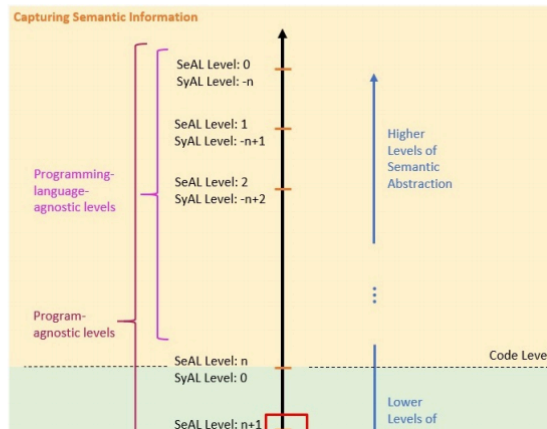 Capturing Semantic Information
SeAL Level: 0
SyAL Level: -n
SeAL Level: 1
SyAL Level: -n+1
Higher
Levels of
Semantic
Abstraction
Programming-
language-
agnostic levels
SeAL Level: 2
SyAL Level: -n+2
Program-
agnostic levels
SeAL Level: n
SyAL Level: 0
Code Leve
Lower
Levels of
SeAL Level: n+1